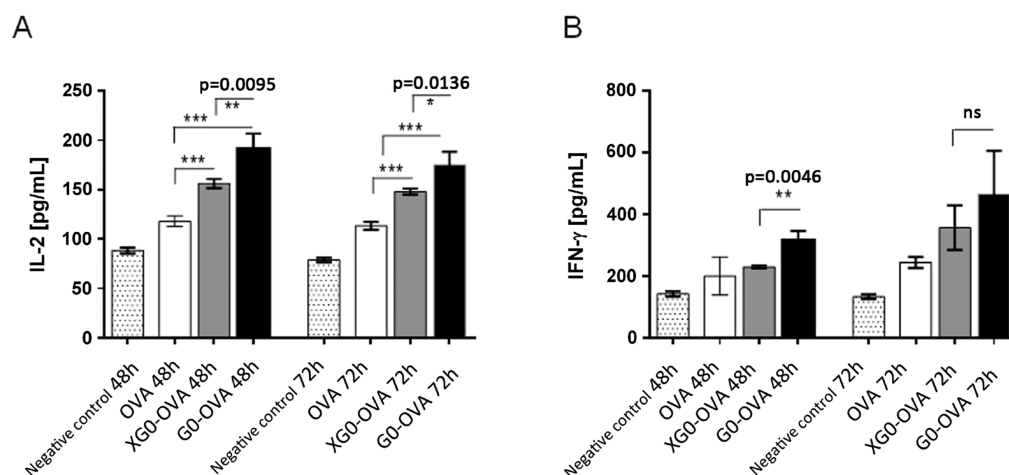 A
IL-2 [pg/mL]
250
200
150
100
50
0
p=0.0095
**
***
***
p=0.0136
*
***
***
Negative control 48h
OVA 48h
XG0-OVA 48h
G0-OVA 48h
Negative control 72h
OVA 72h
XG0-OVA 72h
G0-OVA 72h
B
IFN-γ [pg/mL]
800
600
400
200
0
p=0.0046
**
ns
Negative control 48h
OVA 48h
XG0-OVA 48h
G0-OVA 48h
Negative control 72h
OVA 72h
XG0-OVA 72h
G0-OVA 72h